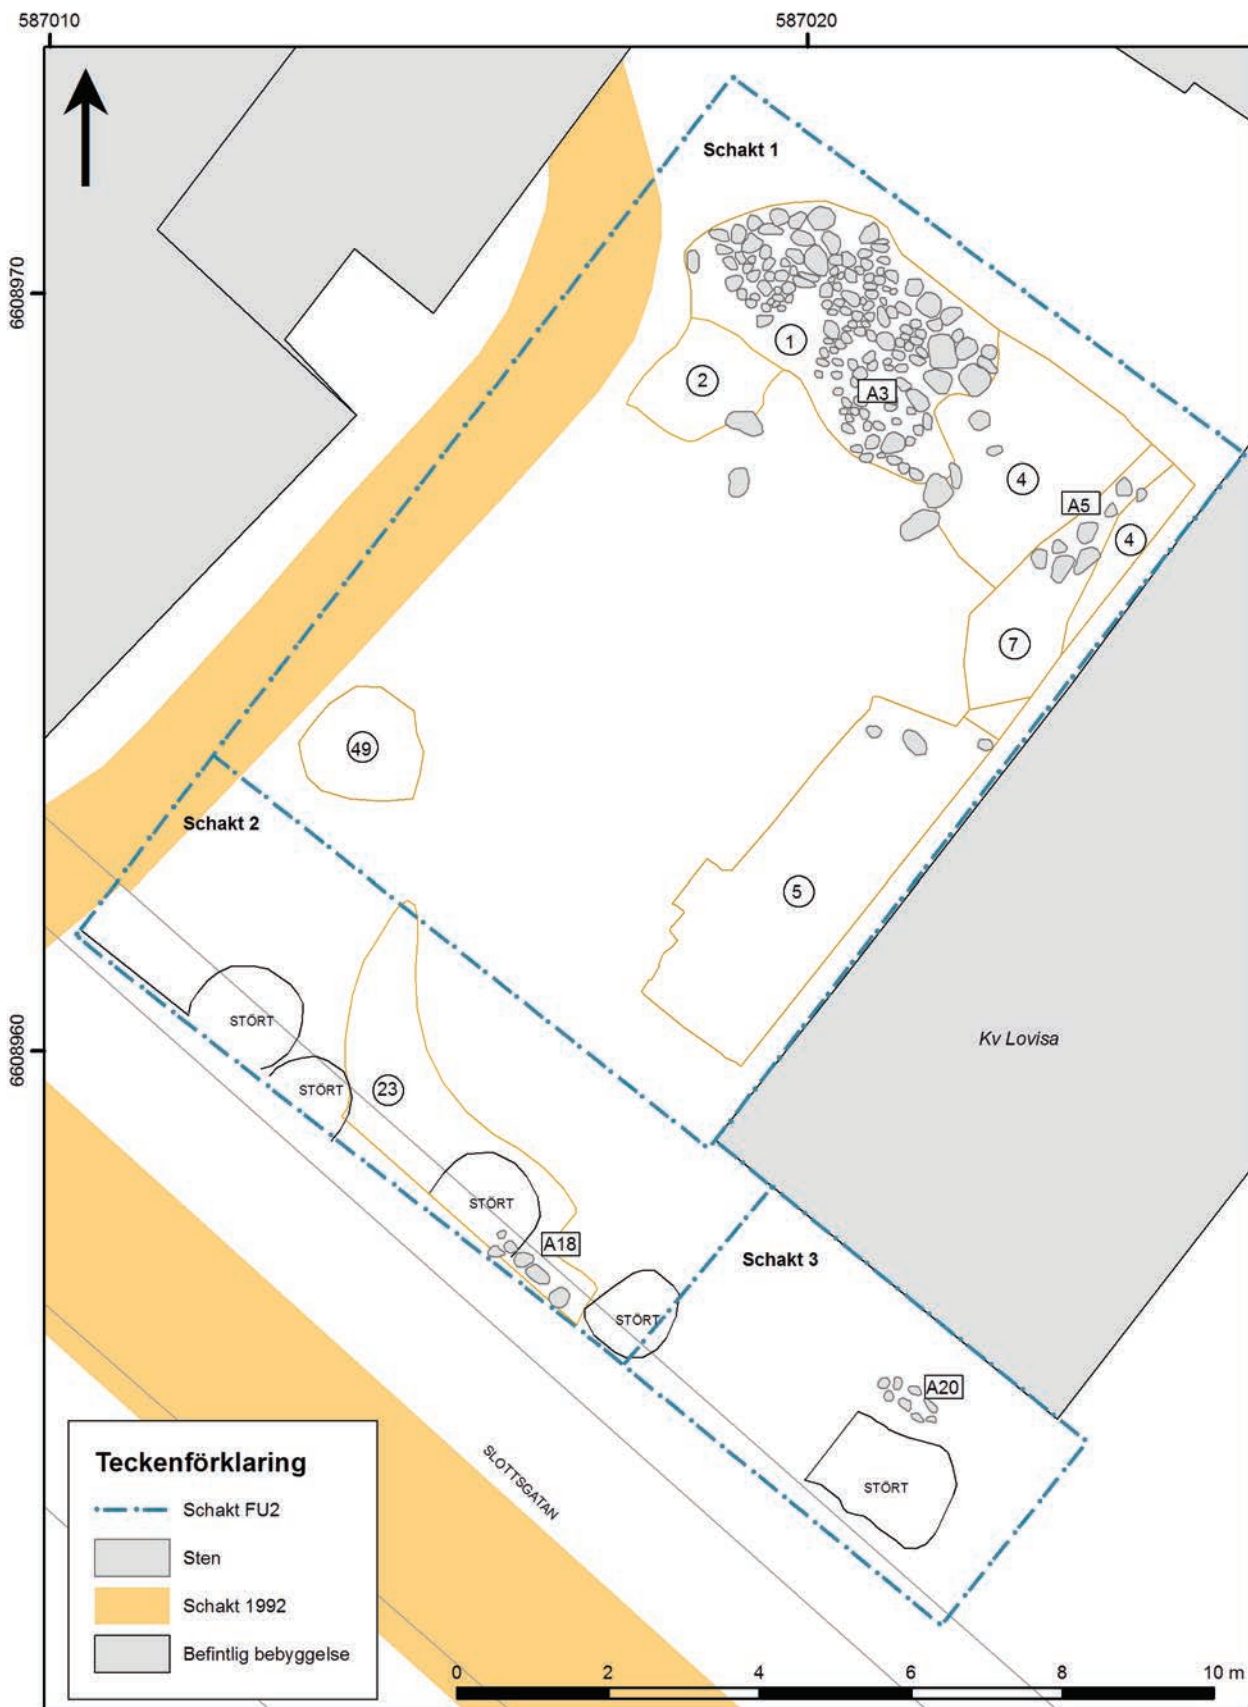 587010
587020
Schakt 1
6608970
1
2
A3
4
A5
4
7
49
Schakt 2
5
6608960
STÖRT
Kv Lovisa
STÖRT
23
STÖRT
A18
Schakt 3
STÖRT
A20
STÖRT
SLOTTSGATAN
Teckenförklaring
Schakt FU2
Sten
Schakt 1992
Befintlig bebyggelse
0 2 4 6 8 10 m